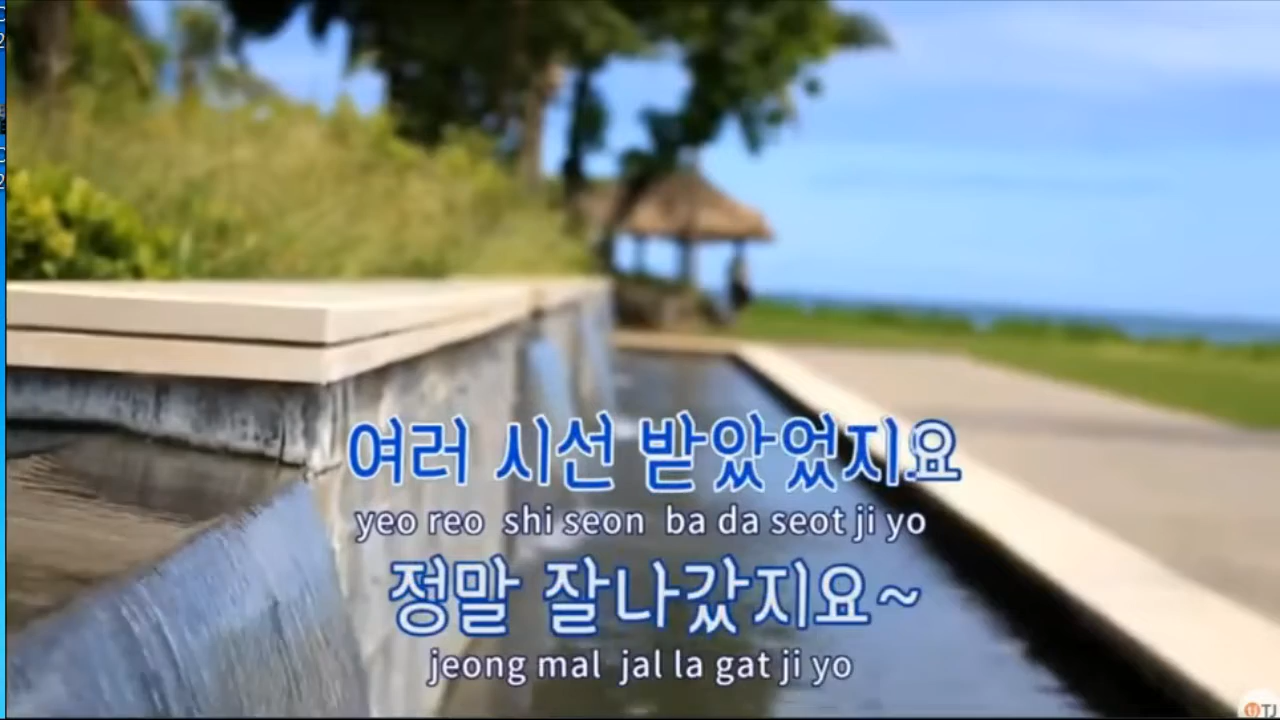 여러 시선 받았었지요
yeo reo shi seon ba da seot ji yo
정말 잘나갔지요~
jeong mal jal la gat ji yo
TJ